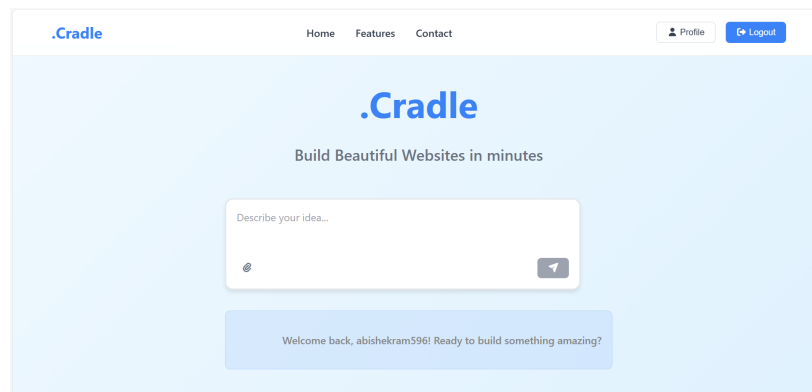 .Cradle
Home Features Contact
Profile
Logout
.Cradle
Build Beautiful Websites in minutes
Describe your idea...
Welcome back, abishekram596! Ready to build something amazing?